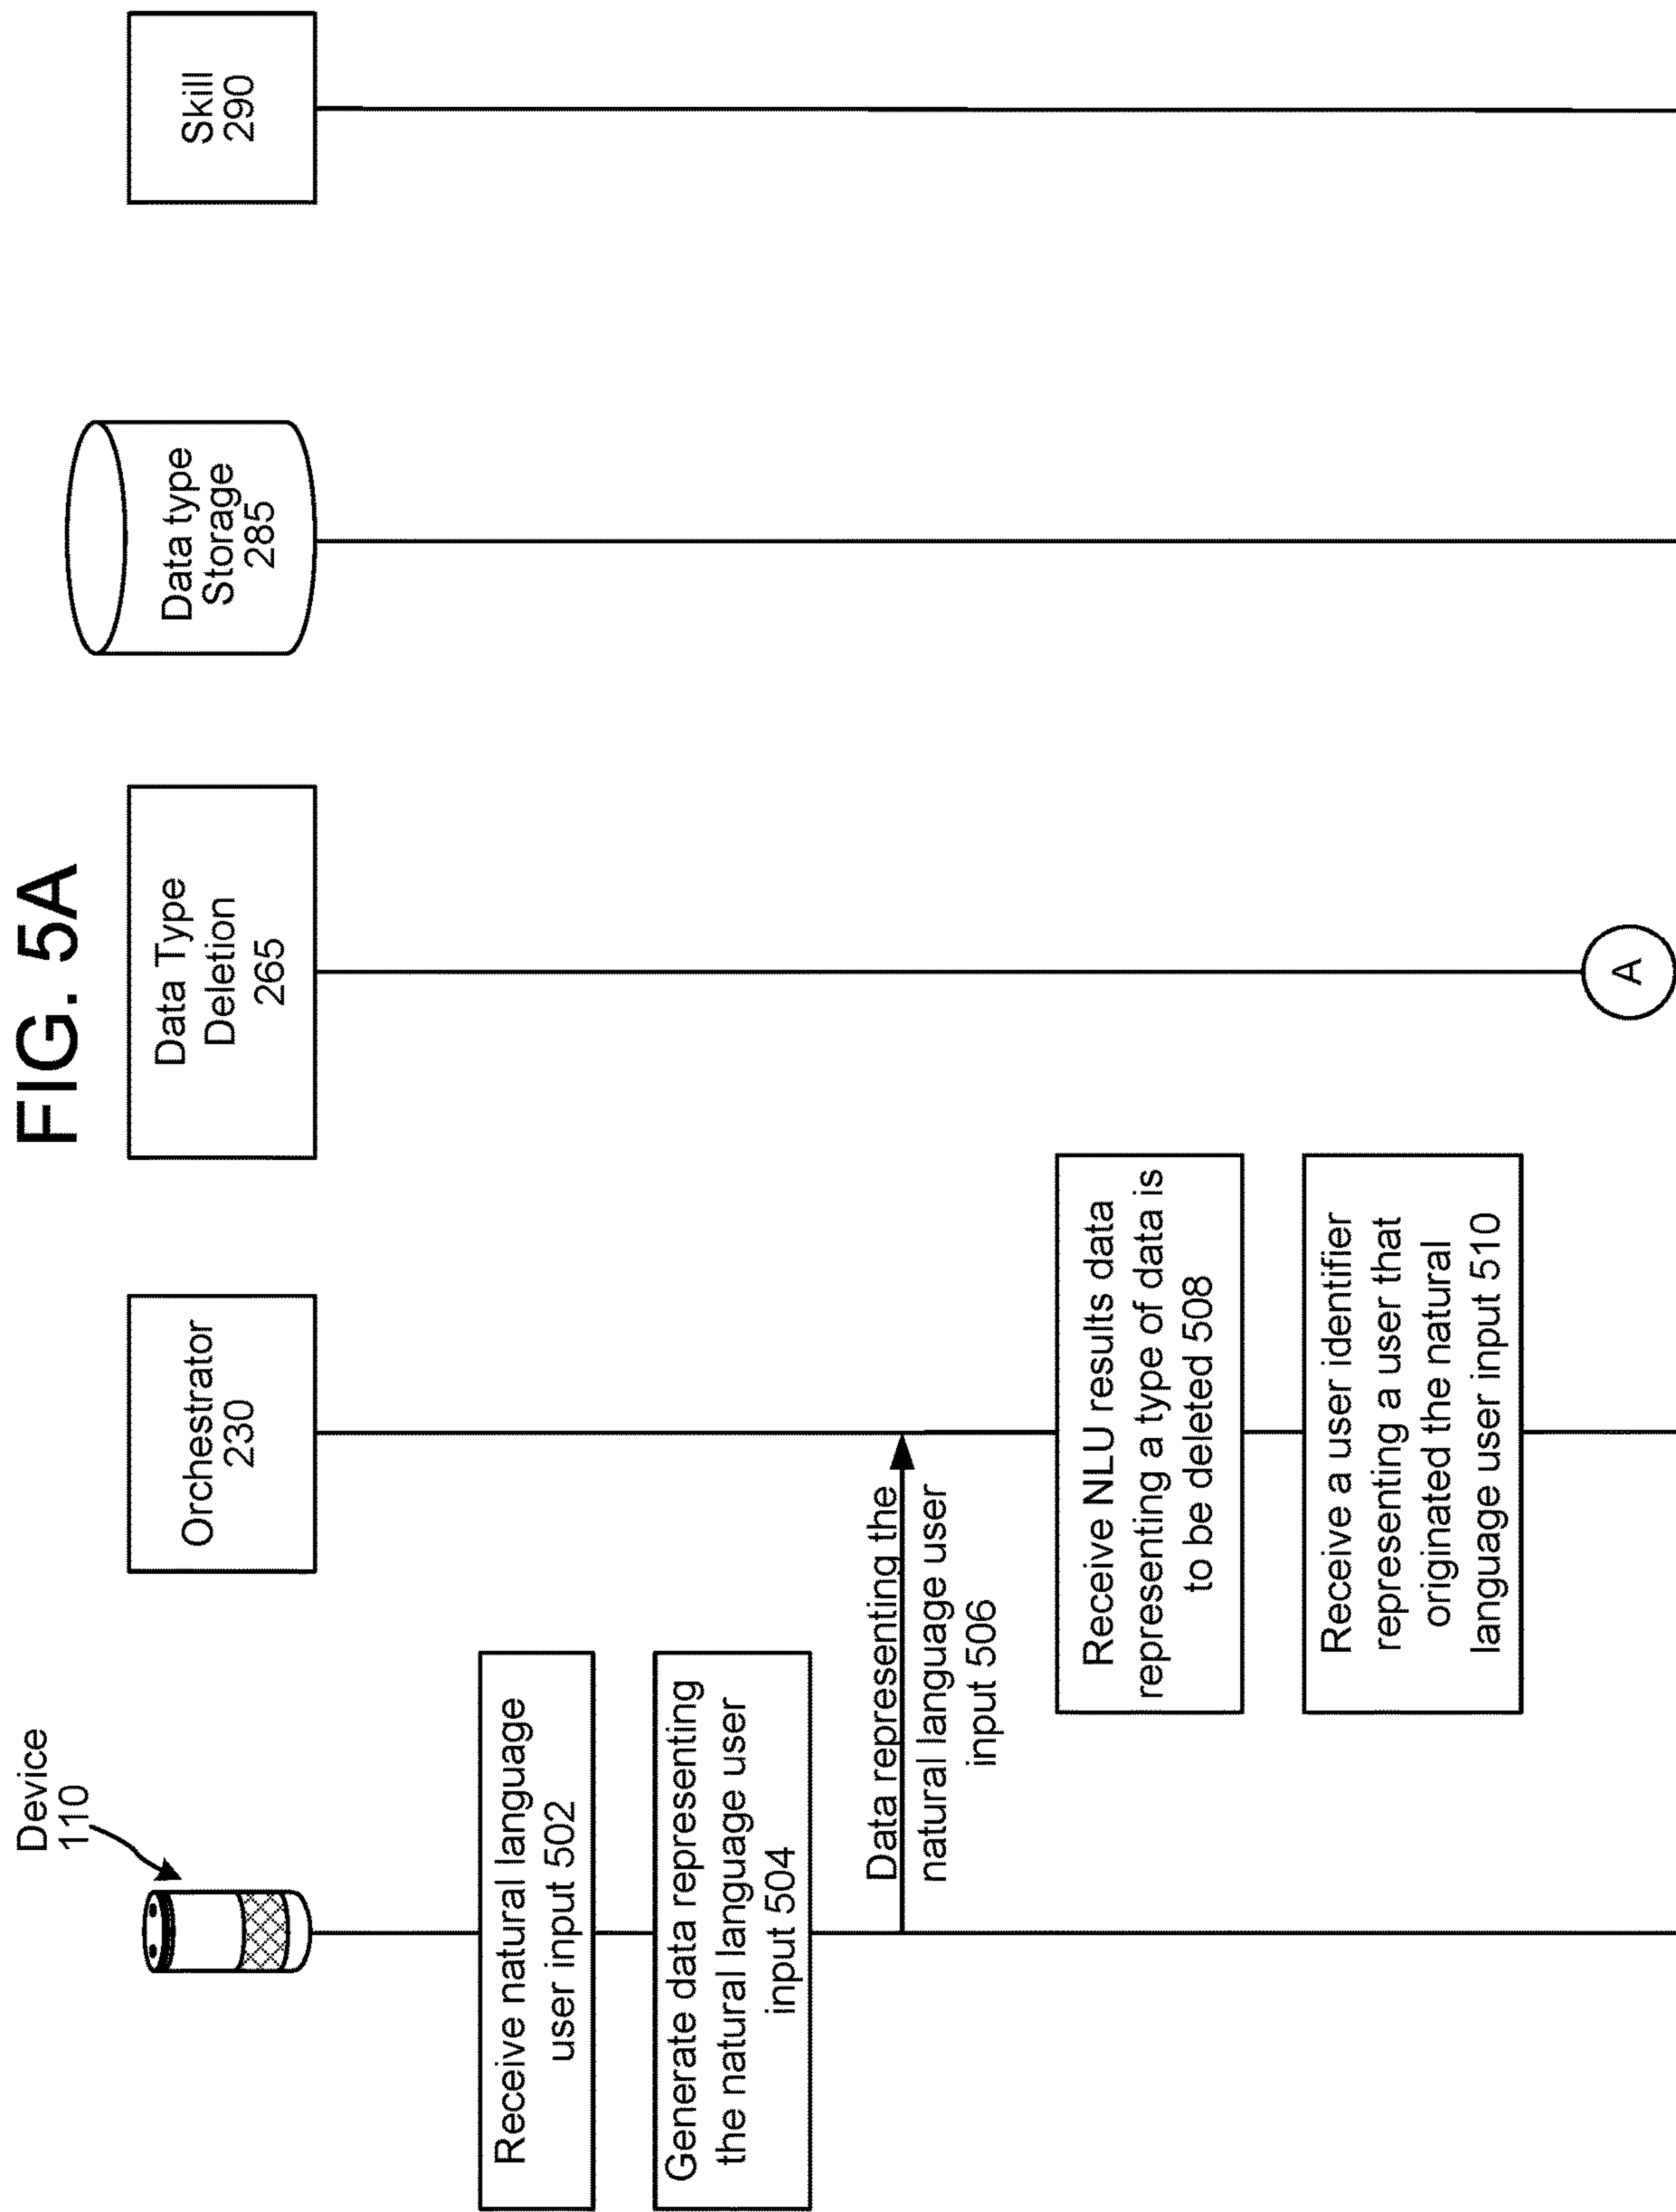 FIG. 5A
Device
110
Orchestrator
230
Data Type
Deletion
265
Data type
Storage
285
Skill
290
Receive natural language
user input 502
Generate data representing
the natural language user
input 504
Data representing the
natural language user
input 506
Receive NLU results data
representing a type of data is
to be deleted 508
Receive a user identifier
representing a user that
originated the natural
language user input 510
A